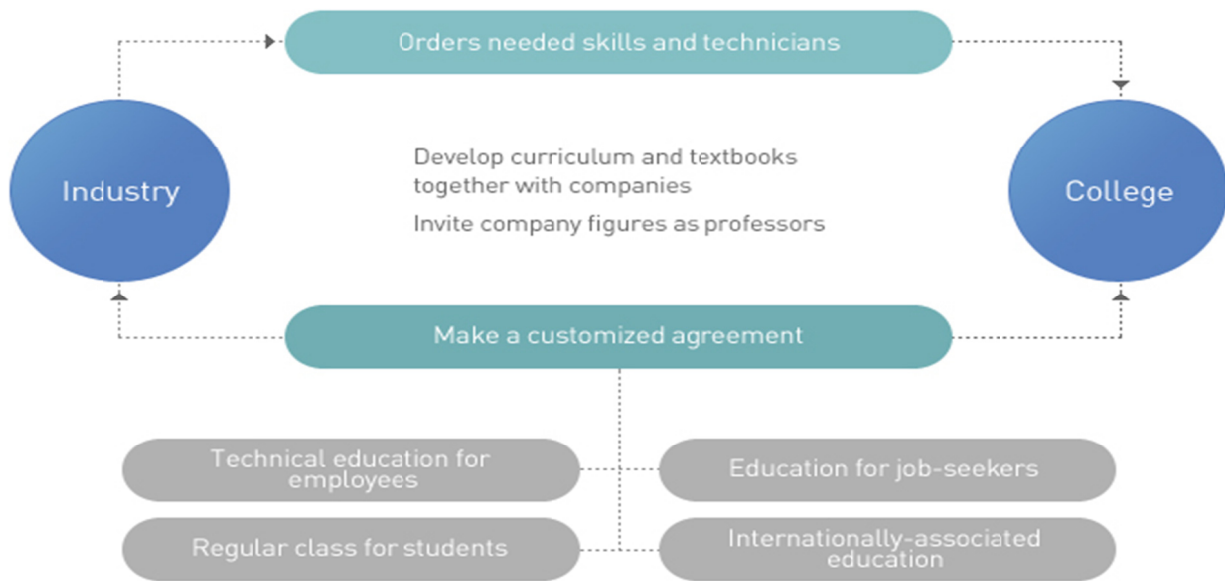 Orders needed skills and technicians
Industry
Develop curriculum and textbooks
together with companies
Invite company figures as professors
College
Make a customized agreement
Technical education for
employees
Education for job-seekers
Regular class for students
Internationally-associated
education